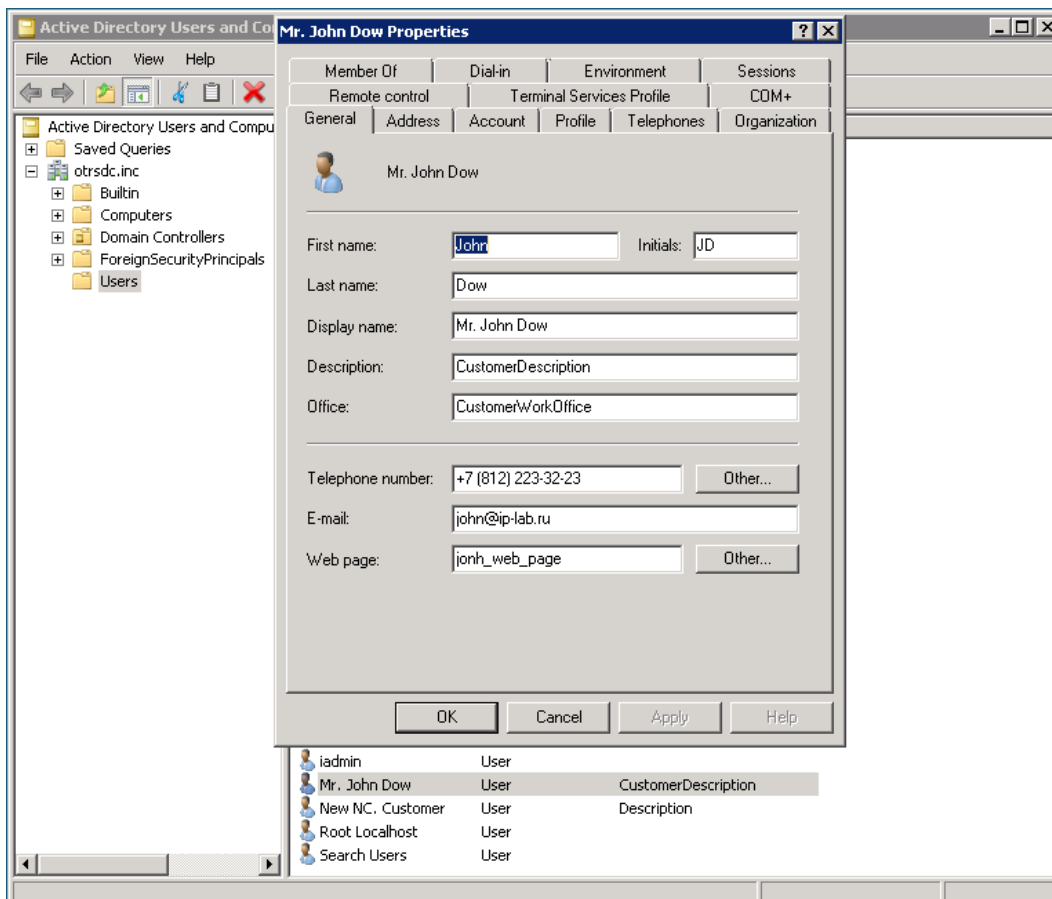 Active Directory Users and Co
Mr. John Dow Properties
File Action View Help
Active Directory Users and Compu
Saved Queries
otrsdc.inc
Builtin
Computers
Domain Controllers
ForeignSecurityPrincipals
Users
Member Of Dial-in Environment Sessions
Remote control Terminal Services Profile COM+
General Address Account Profile Telephones Organization
Mr. John Dow
First name: John Initials: JD
Last name: Dow
Display name: Mr. John Dow
Description: CustomerDescription
Office: CustomerWorkOffice
Telephone number: +7 (812) 223-32-23 Other...
E-mail: john@ip-lab.ru
Web page: jonh_web_page Other...
OK Cancel Apply Help
iadmin User
Mr. John Dow User CustomerDescription
New NC. Customer User Description
Root Localhost User
Search Users User